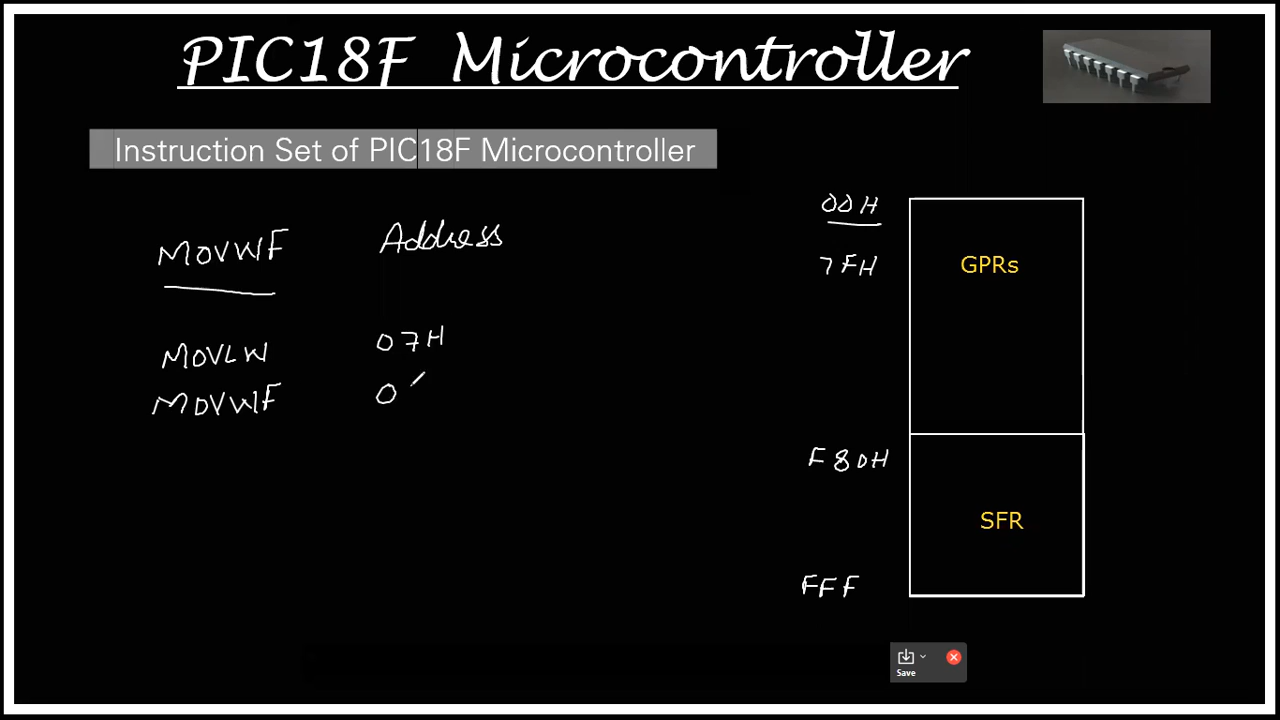 PIC18F Microcontroller
Instruction Set of PIC18F Microcontroller
MOVWF Address
MOVLW 07H
MOVWF 0
00H
7FH
GPRs
F80H
SFR
FFF
Save